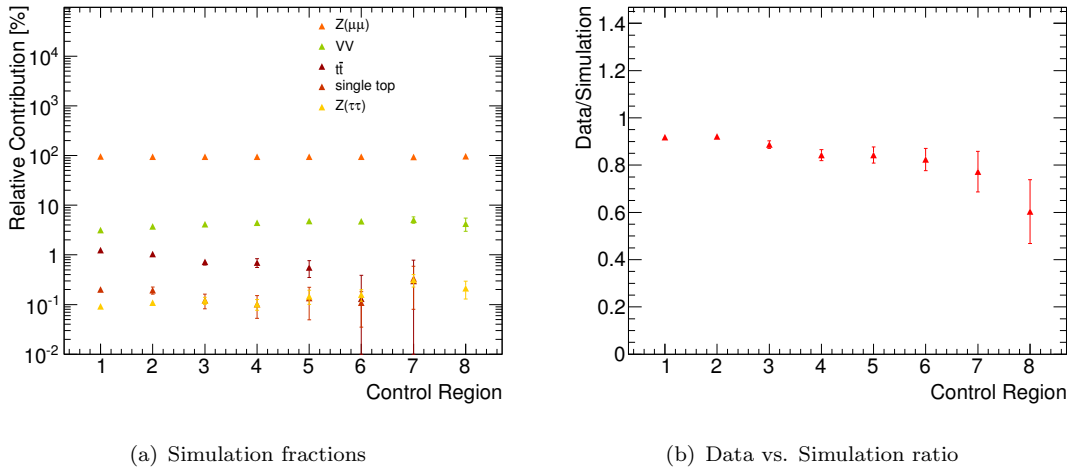 Relative Contribution [%]
10⁴
10³
10²
10
1
10⁻¹
10⁻²
1 2 3 4 5 6 7 8
Control Region
Z(μμ)
VV
tt̄
single top
Z(ττ)
(a) Simulation fractions
Data/Simulation
1.4
1.2
1
0.8
0.6
0.4
0.2
0
1 2 3 4 5 6 7 8
Control Region
(b) Data vs. Simulation ratio